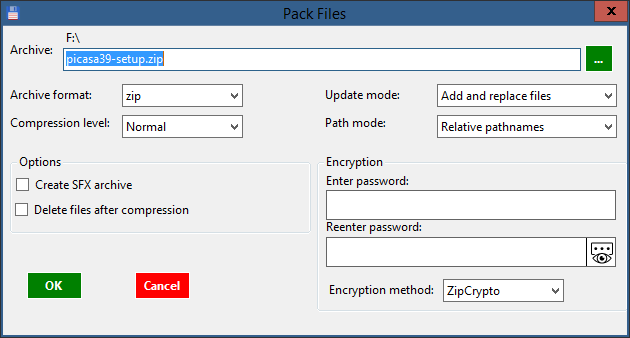 Pack Files
x
F:\
Archive: picasa39-setup.zip ...
Archive format: zip Update mode: Add and replace files
Compression level: Normal Path mode: Relative pathnames
Options
Create SFX archive
Delete files after compression
Encryption
Enter password:
Reenter password:
Encryption method: ZipCrypto
OK Cancel